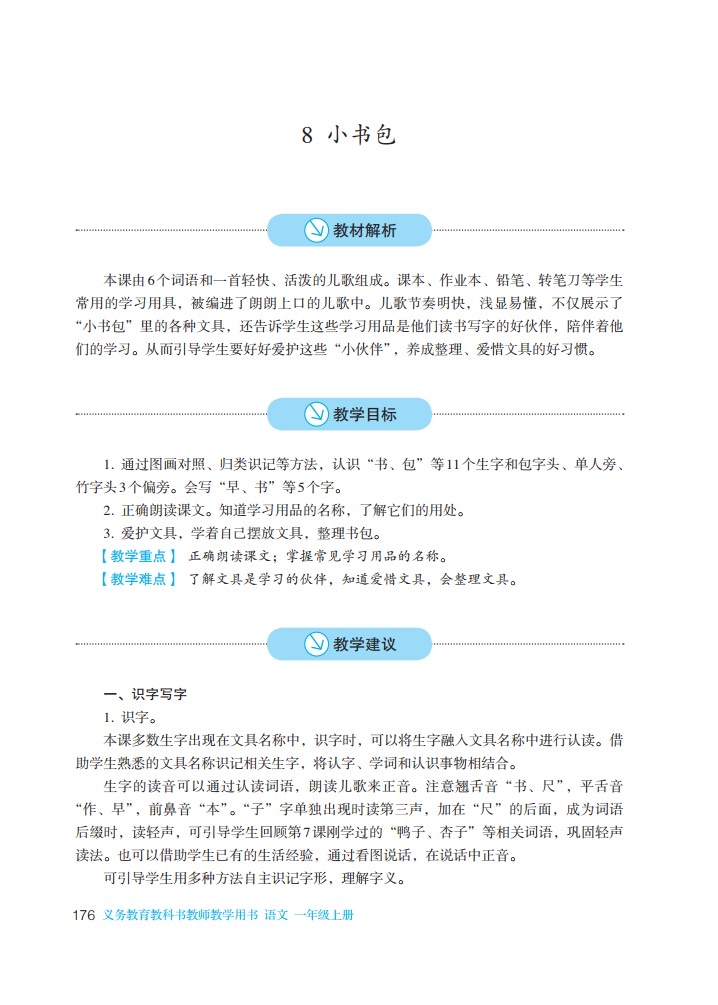 8 小书包
教材解析
本课由6个词语和一首轻快、活泼的儿歌组成。课本、作业本、铅笔、转笔刀等学生
常用的学习用具，被编进了朗朗上口的儿歌中。儿歌节奏明快，浅显易懂，不仅展示了
“小书包”里的各种文具，还告诉学生这些学习用品是他们读书写字的好伙伴，陪伴着他
们的学习。从而引导学生要好好爱护这些“小伙伴”，养成整理、爱惜文具的好习惯。
教学目标
1. 通过图画对照、归类识记等方法，认识“书、包”等11个生字和包字头、单人旁、
竹字头3个偏旁。会写“早、书”等5个字。
2. 正确朗读课文。知道学习用品的名称，了解它们的用处。
3. 爱护文具，学着自己摆放文具，整理书包。
【教学重点】 正确朗读课文；掌握常见学习用品的名称。
【教学难点】 了解文具是学习的伙伴，知道爱惜文具，会整理文具。
教学建议
一、识字写字
1. 识字。
本课多数生字出现在文具名称中，识字时，可以将生字融入文具名称中进行认读。借
助学生熟悉的文具名称识记相关生字，将认字、学词和认识事物相结合。
生字的读音可以通过认读词语，朗读儿歌来正音。注意翘舌音“书、尺”，平舌音
“作、早”，前鼻音“本”。“子”字单独出现时读第三声，加在“尺”的后面，成为词语
后缀时，读轻声，可引导学生回顾第7课刚学过的“鸭子、杏子”等相关词语，巩固轻声
读法。也可以借助学生已有的生活经验，通过看图说话，在说话中正音。
可引导学生用多种方法自主识记字形，理解字义。
176 义务教育教科书教师教学用书 语文 一年级上册